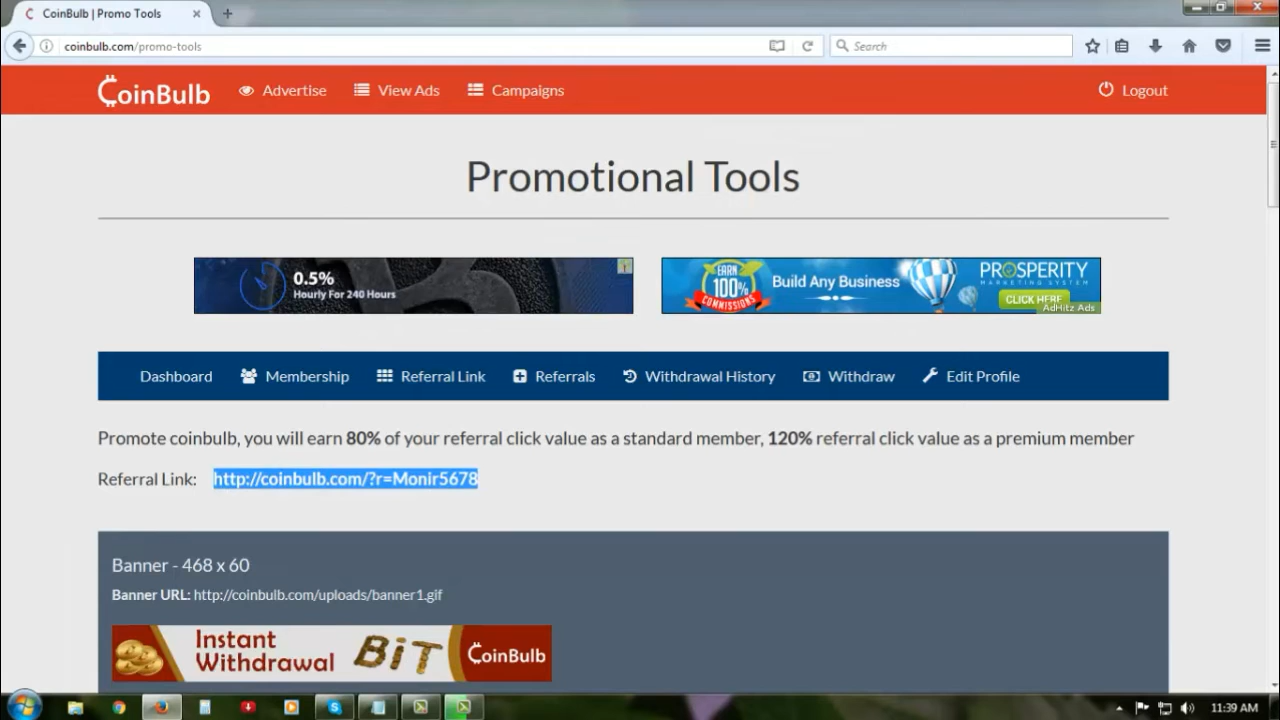 CoinBulb | Promo Tools
coinbulb.com/promo-tools
Search
CoinBulb
Advertise
View Ads
Campaigns
Logout
Promotional Tools
0.5%
Hourly For 240 Hours
EARN
100%
COMMISSIONS
Build Any Business
PROSPERITY
MARKETING SYSTEM
CLICK HERE
AdHitz Ads
Dashboard
Membership
Referral Link
Referrals
Withdrawal History
Withdraw
Edit Profile
Promote coinbulb, you will earn 80% of your referral click value as a standard member, 120% referral click value as a premium member
Referral Link: http://coinbulb.com/?r=Monir5678
Banner - 468 x 60
Banner URL: http://coinbulb.com/uploads/banner1.gif
Instant
Withdrawal
BiT
CoinBulb
11:39 AM